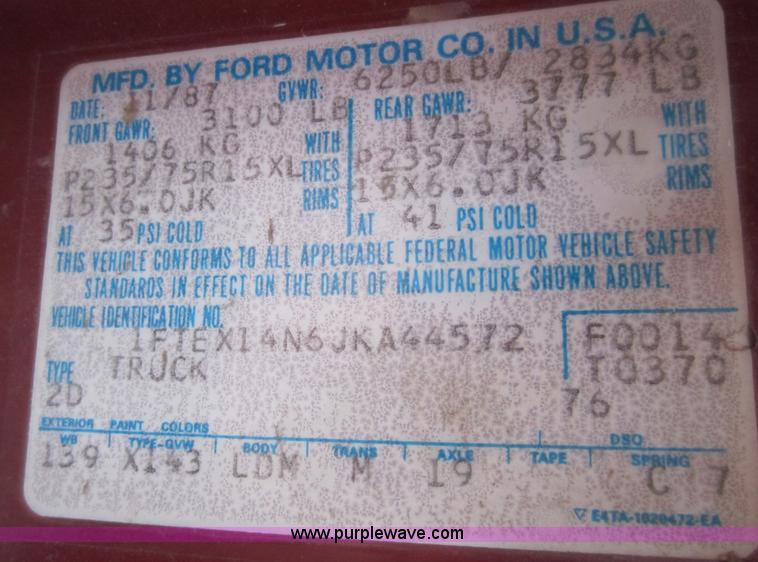 MFD. BY FORD MOTOR CO. IN U.S.A.
DATE: 11/87 GVWR: 6250LB/ 2834KG
FRONT GAWR: 3100 LB REAR GAWR: 3777 LB
1406 KG WITH 1713 KG WITH
P235/75R15XL TIRES P235/75R15XL TIRES
15X6.0JK RIMS 15X6.0JK RIMS
AT 35 PSI COLD AT 41 PSI COLD
THIS VEHICLE CONFORMS TO ALL APPLICABLE FEDERAL MOTOR VEHICLE SAFETY
STANDARDS IN EFFECT ON THE DATE OF MANUFACTURE SHOWN ABOVE.
VEHICLE IDENTIFICATION NO.
1FTEX14N6JKA44572 F0014
TYPE TRUCK T0370
2D 76
EXTERIOR PAINT COLORS DSO
WB TYPE-GVW BODY TRANS AXLE TAPE SPRING
139 X143 LDM M 19 C 7
E4TA-1020472-EA
www.purplewave.com